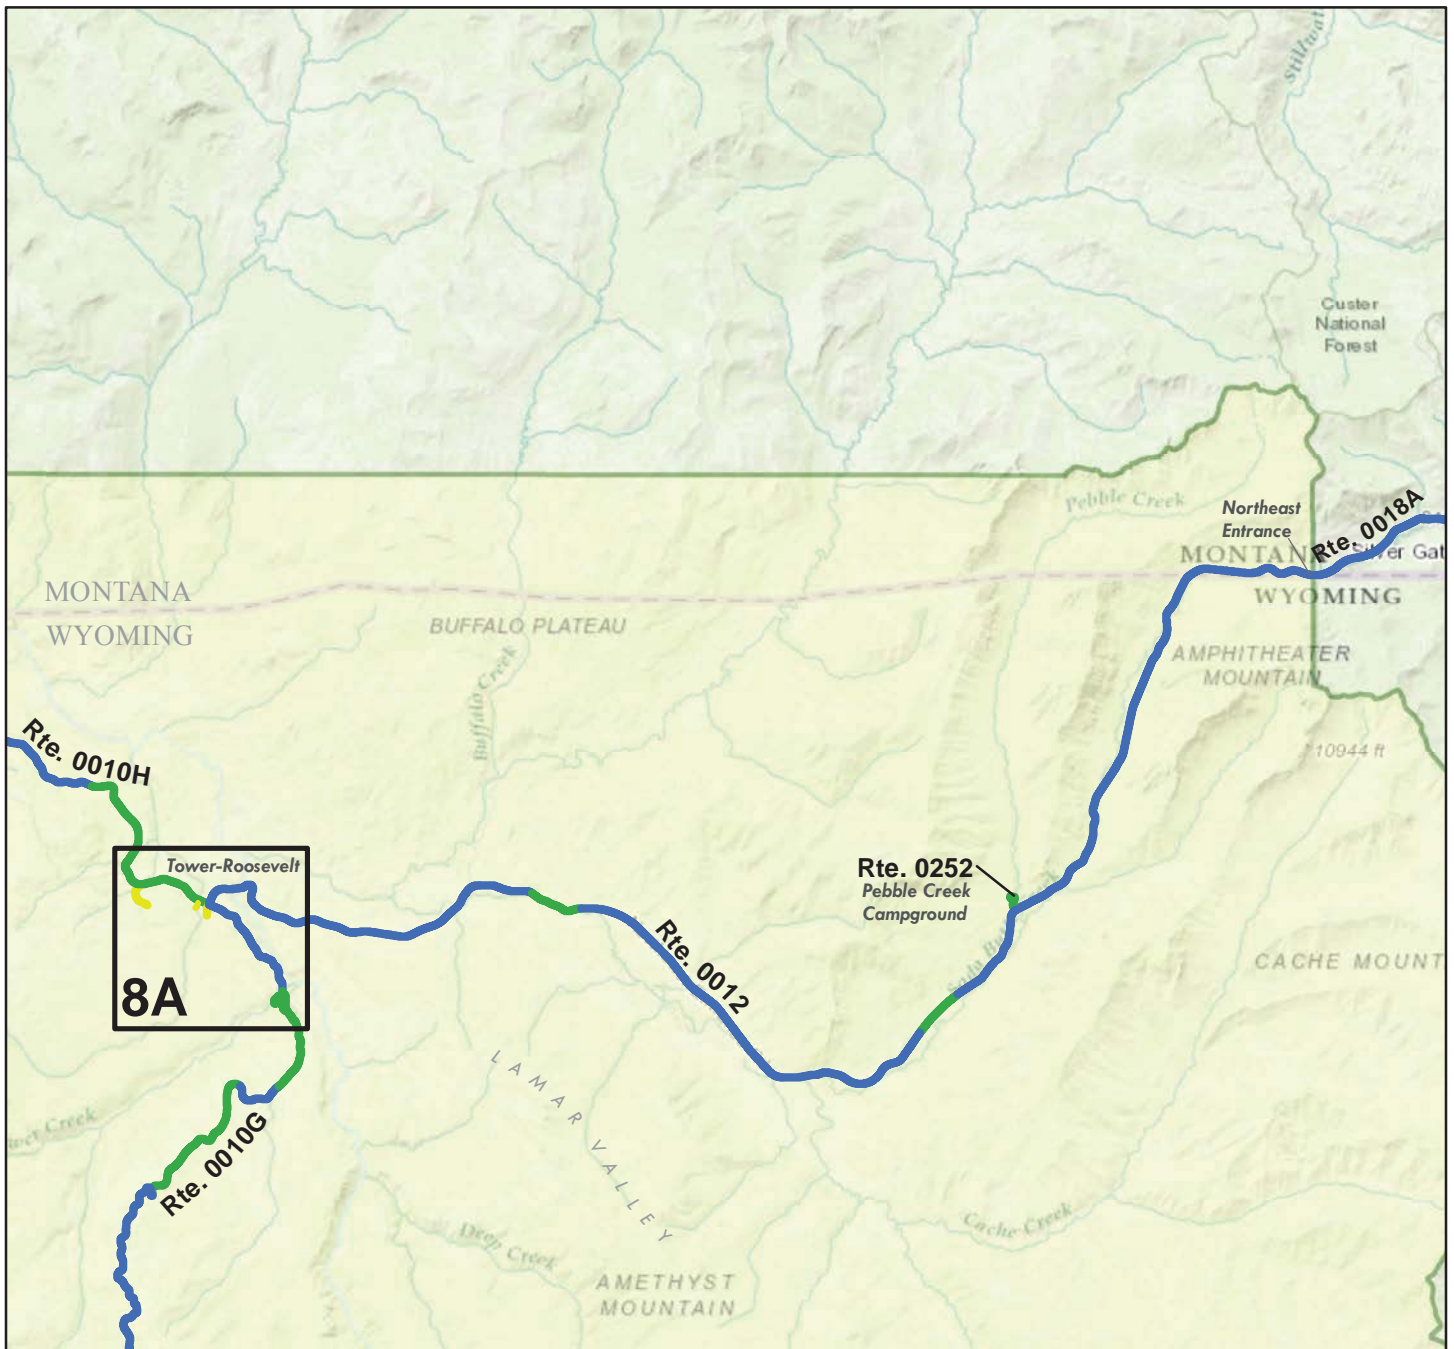 Custer
National
Forest
Pebble Creek
Northeast
Entrance
Rte. 0018A
MONTANA
WYOMING
MONTANA
WYOMING
BUFFALO PLATEAU
Buffalo Creek
AMPHITHEATER
MOUNTAIN
10944 ft
Rte. 0010H
Tower-Roosevelt
8A
Rte. 0252
Pebble Creek
Campground
Rte. 0012
CACHE MOUNT
LAMAR VALLEY
Rte. 0010G
Deep Creek
Cache Creek
AMETHYST
MOUNTAIN